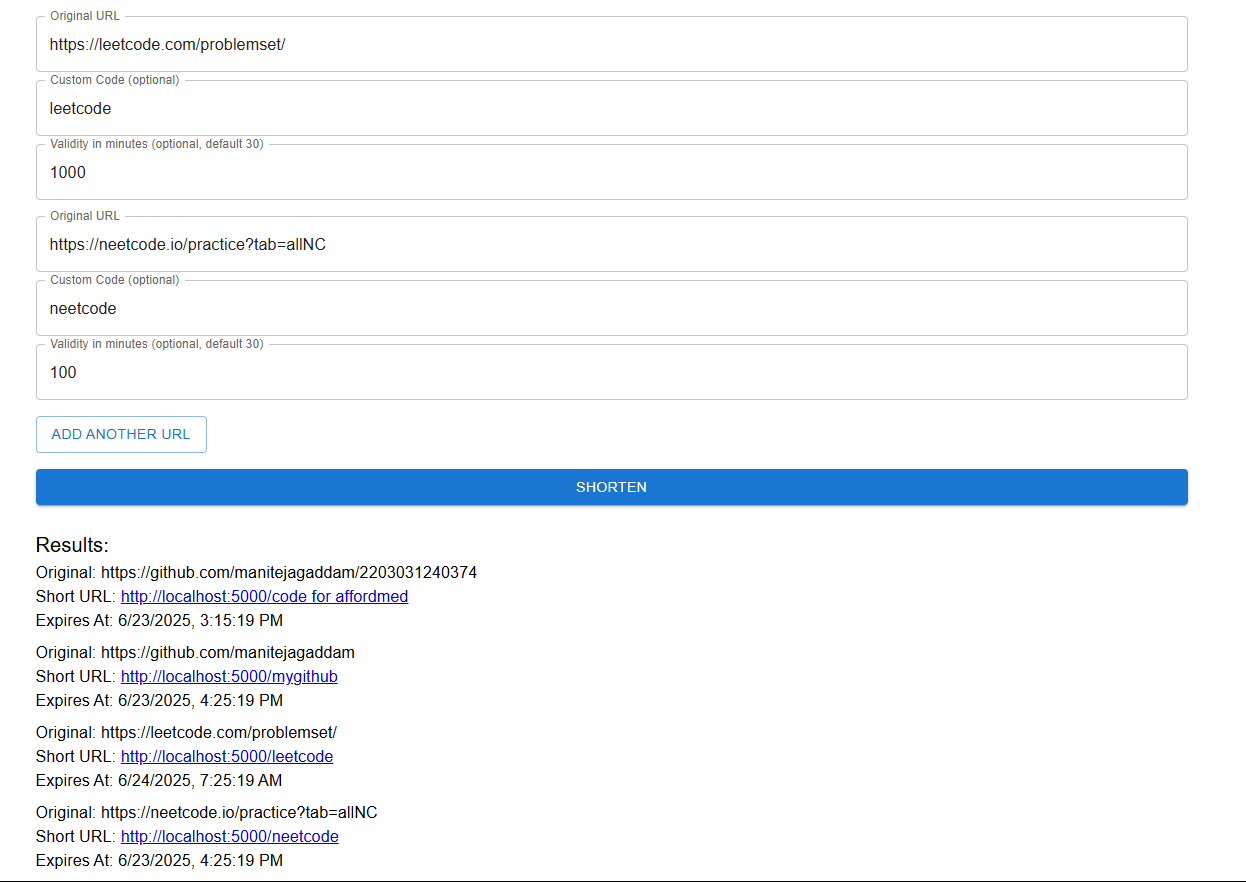 Original URL
https://leetcode.com/problemset/
Custom Code (optional)
leetcode
Validity in minutes (optional, default 30)
1000
Original URL
https://neetcode.io/practice?tab=allNC
Custom Code (optional)
neetcode
Validity in minutes (optional, default 30)
100
ADD ANOTHER URL
SHORTEN
Results:
Original: https://github.com/manitejagaddam/2203031240374
Short URL: http://localhost:5000/code for affordmed
Expires At: 6/23/2025, 3:15:19 PM
Original: https://github.com/manitejagaddam
Short URL: http://localhost:5000/mygithub
Expires At: 6/23/2025, 4:25:19 PM
Original: https://leetcode.com/problemset/
Short URL: http://localhost:5000/leetcode
Expires At: 6/24/2025, 7:25:19 AM
Original: https://neetcode.io/practice?tab=allNC
Short URL: http://localhost:5000/neetcode
Expires At: 6/23/2025, 4:25:19 PM